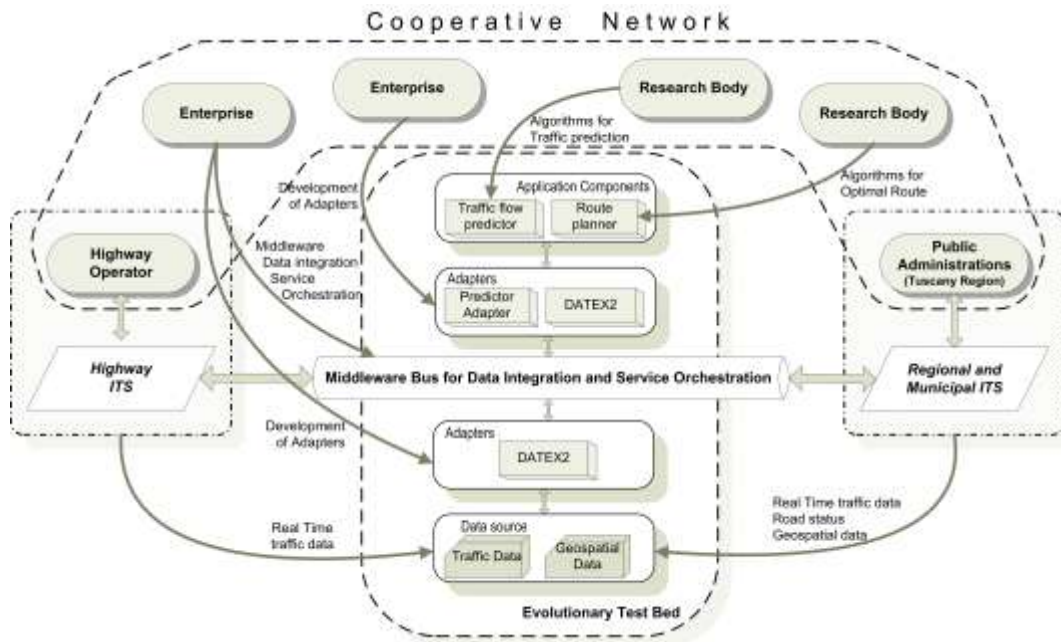 Cooperative Network
Enterprise
Enterprise
Research Body
Research Body
Algorithms for
Traffic prediction
Algorithms for
Optimal Route
Development
of Adapters
Application Components
Traffic flow
predictor
Route
planner
Highway
Operator
Middleware
Data integration
Service
Orchestration
Public
Administrations
(Tuscany Region)
Adapters
Predictor
Adapter
DATEX2
Highway
ITS
Middleware Bus for Data Integration and Service Orchestration
Regional and
Municipal ITS
Development
of Adapters
Adapters
DATEX2
Real Time
traffic data
Data source
Traffic Data
Geospatial
Data
Real Time traffic data
Road status
Geospatial data
Evolutionary Test Bed